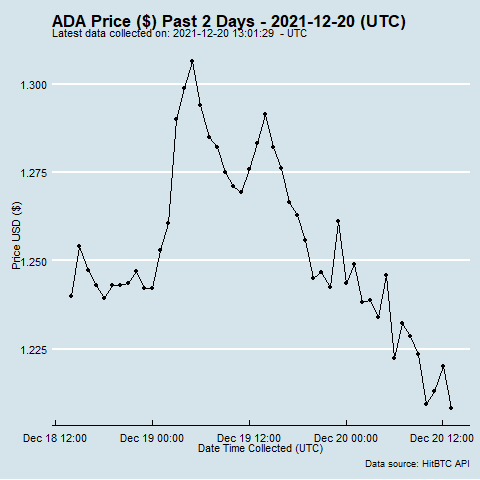 ADA Price ($) Past 2 Days - 2021-12-20 (UTC)
Latest data collected on: 2021-12-20 13:01:29  - UTC
1.300
1.275
1.250
1.225
Price USD ($)
Dec 18 12:00
Dec 19 00:00
Dec 19 12:00
Dec 20 00:00
Dec 20 12:00
Date Time Collected (UTC)
Data source: HitBTC API